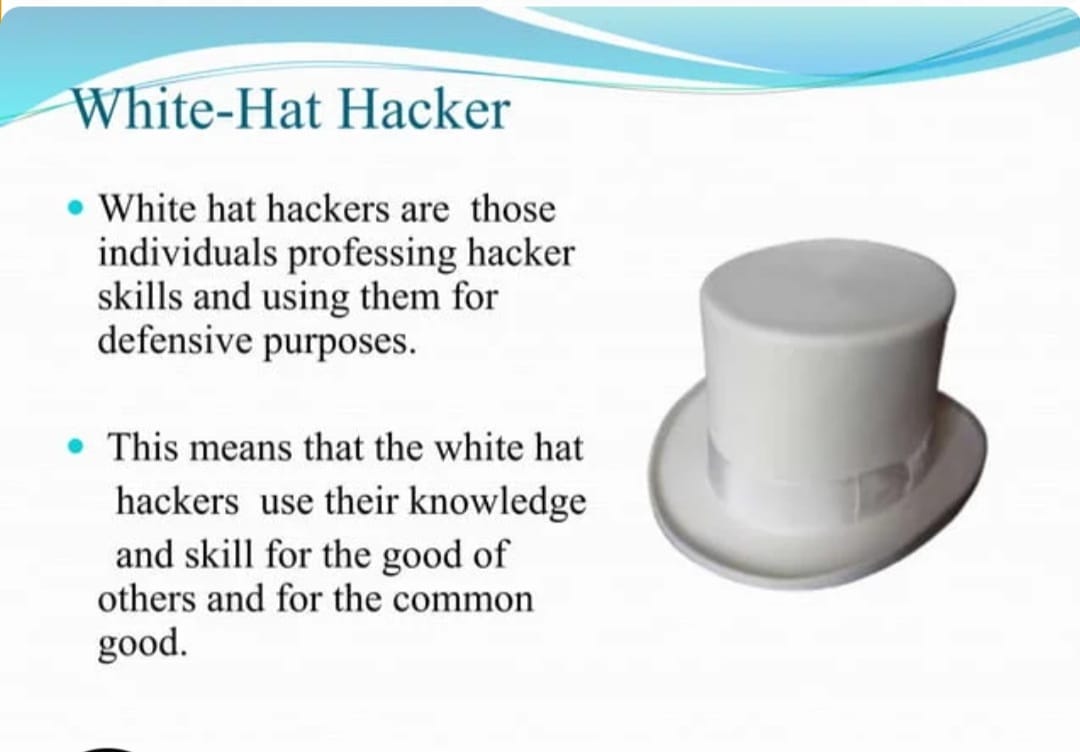 White-Hat Hacker
• White hat hackers are those
individuals professing hacker
skills and using them for
defensive purposes.
• This means that the white hat
hackers use their knowledge
and skill for the good of
others and for the common
good.